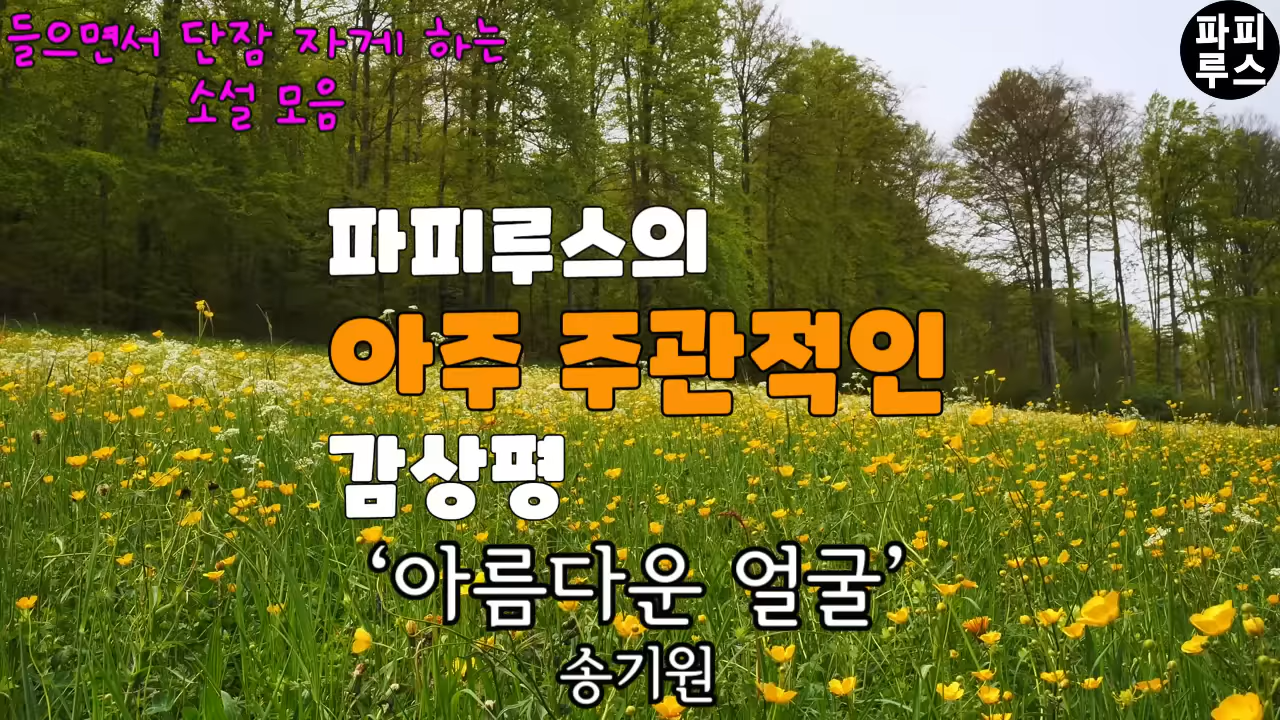 들으면서 단잠 자게 하는
소설 모음
파피
루스
파피루스의
아주 주관적인
감상평
‘아름다운 얼굴’
송기원